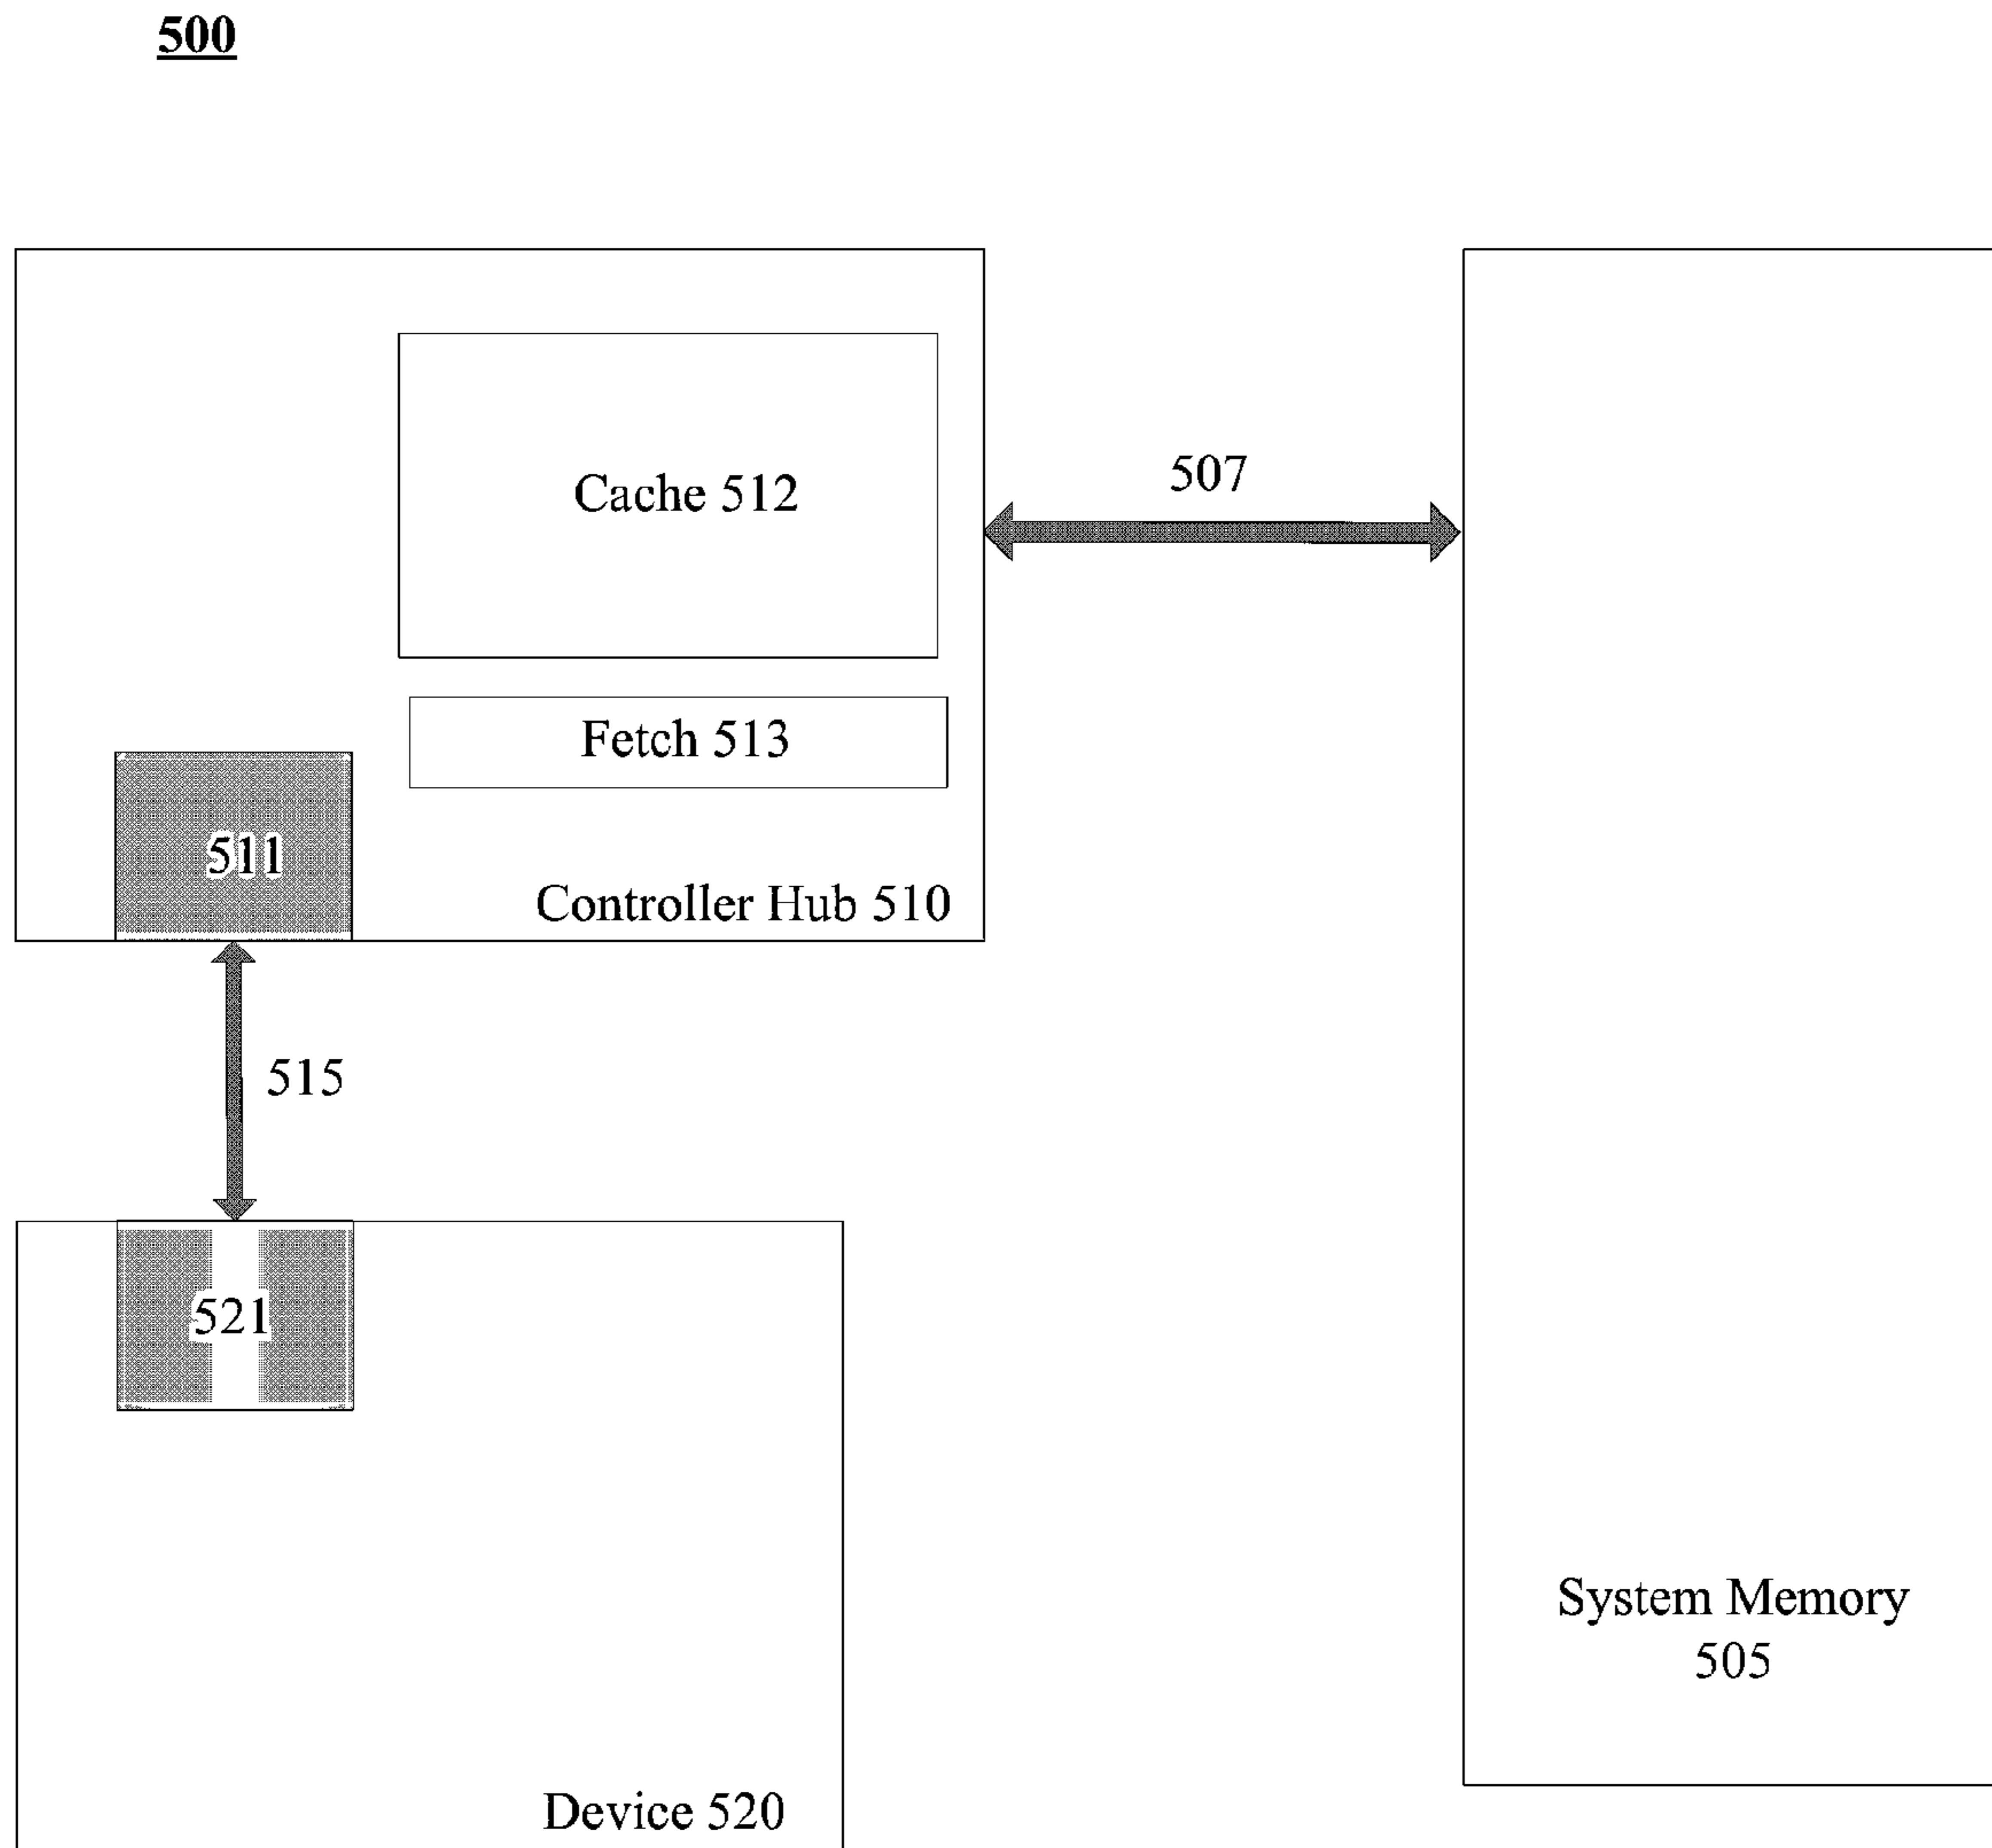 500
Cache 512
507
Fetch 513
511
Controller Hub 510
515
521
System Memory
505
Device 520